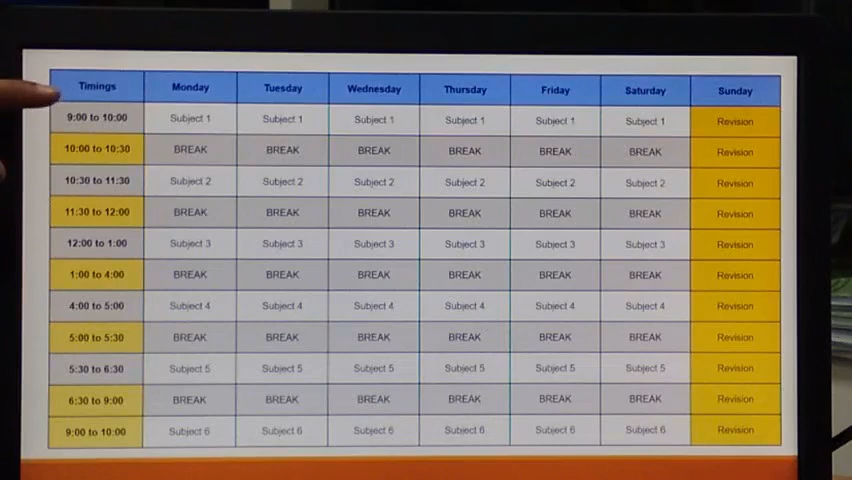 Timings Monday Tuesday Wednesday Thursday Friday Saturday Sunday
9:00 to 10:00 Subject 1 Subject 1 Subject 1 Subject 1 Subject 1 Subject 1 Revision
10:00 to 10:30 BREAK BREAK BREAK BREAK BREAK BREAK Revision
10:30 to 11:30 Subject 2 Subject 2 Subject 2 Subject 2 Subject 2 Subject 2 Revision
11:30 to 12:00 BREAK BREAK BREAK BREAK BREAK BREAK Revision
12:00 to 1:00 Subject 3 Subject 3 Subject 3 Subject 3 Subject 3 Subject 3 Revision
1:00 to 4:00 BREAK BREAK BREAK BREAK BREAK BREAK Revision
4:00 to 5:00 Subject 4 Subject 4 Subject 4 Subject 4 Subject 4 Subject 4 Revision
5:00 to 5:30 BREAK BREAK BREAK BREAK BREAK BREAK Revision
5:30 to 6:30 Subject 5 Subject 5 Subject 5 Subject 5 Subject 5 Subject 5 Revision
6:30 to 9:00 BREAK BREAK BREAK BREAK BREAK BREAK Revision
9:00 to 10:00 Subject 6 Subject 6 Subject 6 Subject 6 Subject 6 Subject 6 Revision